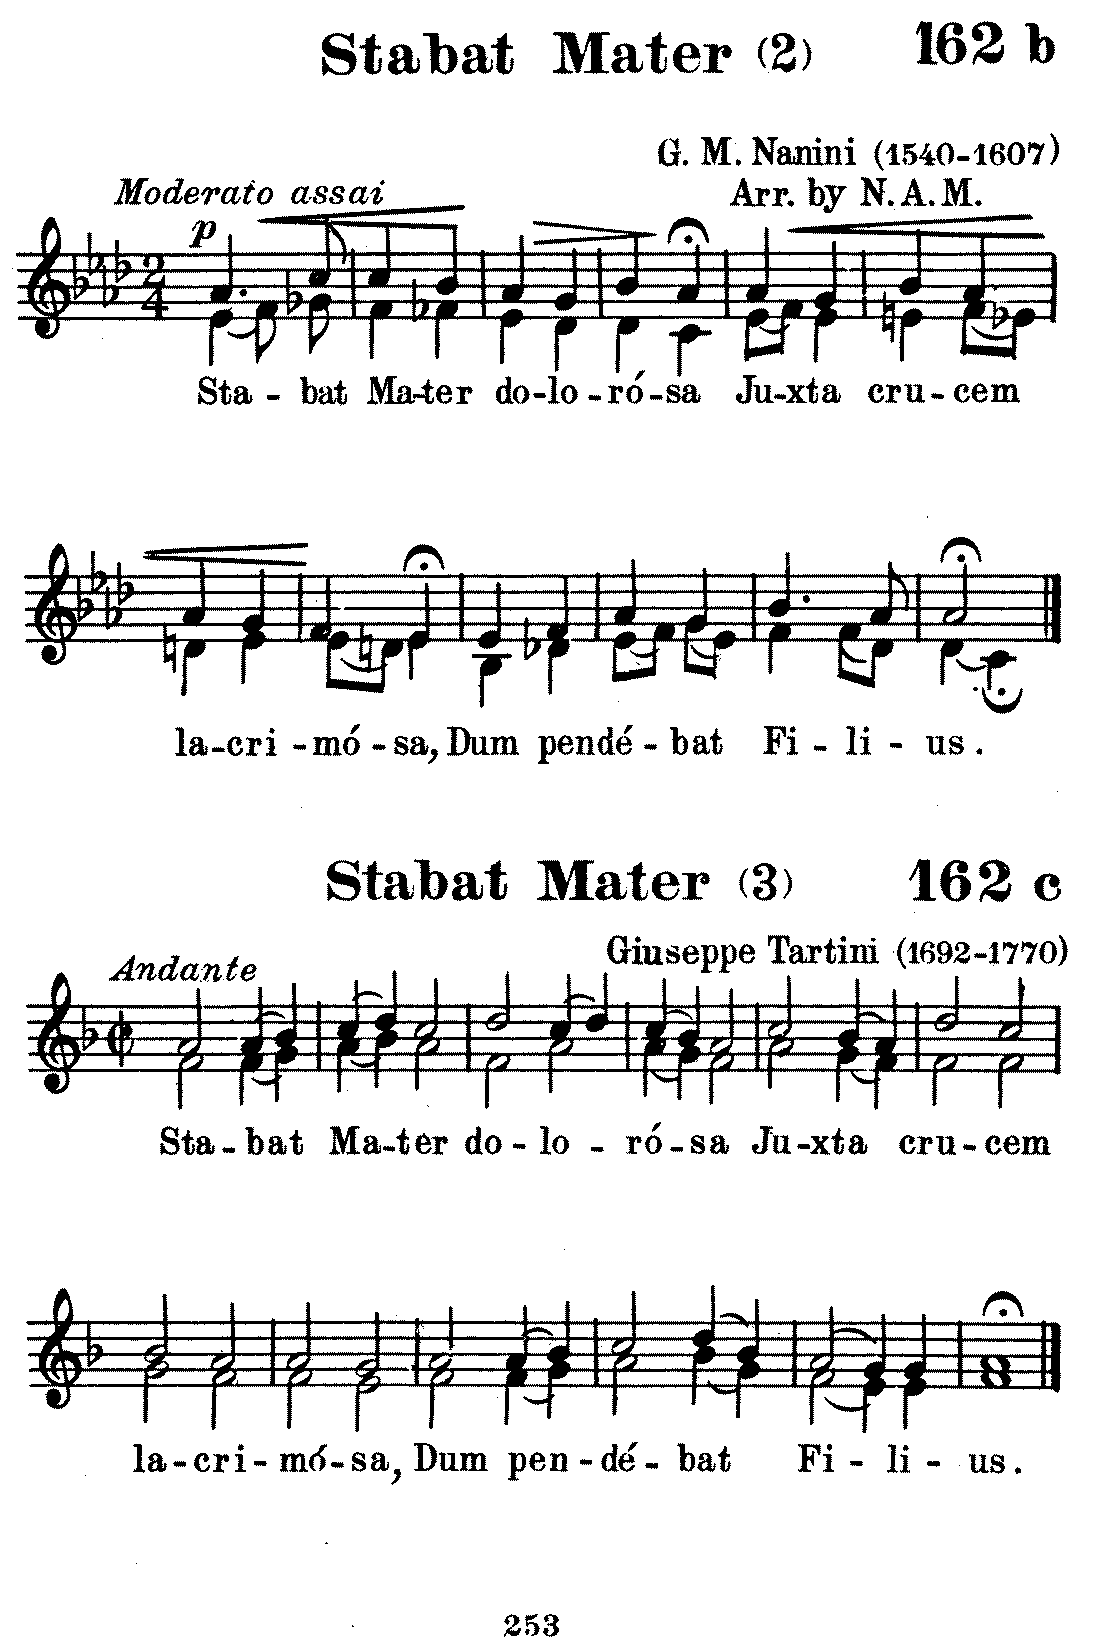 Stabat Mater (2) 162 b
G. M. Nanini (1540-1607)
Moderato assai Arr. by N. A. M.
p
Sta - bat Ma-ter do-lo-ró-sa Ju-xta cru-cem
la-cri-mó-sa, Dum pendé-bat Fi-li-us.
Stabat Mater (3) 162 c
Giuseppe Tartini (1692-1770)
Andante
Sta-bat Ma-ter do-lo-ró-sa Ju-xta cru-cem
la-cri-mó-sa, Dum pen-dé-bat Fi-li-us.
253